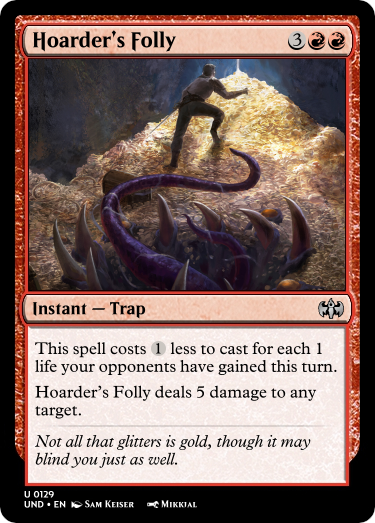 Hoarder's Folly 3
Instant — Trap
This spell costs 1 less to cast for each 1
life your opponents have gained this turn.
Hoarder's Folly deals 5 damage to any
target.
Not all that glitters is gold, though it may
blind you just as well.
U 0129
UND • EN Sam Keiser Mikkial